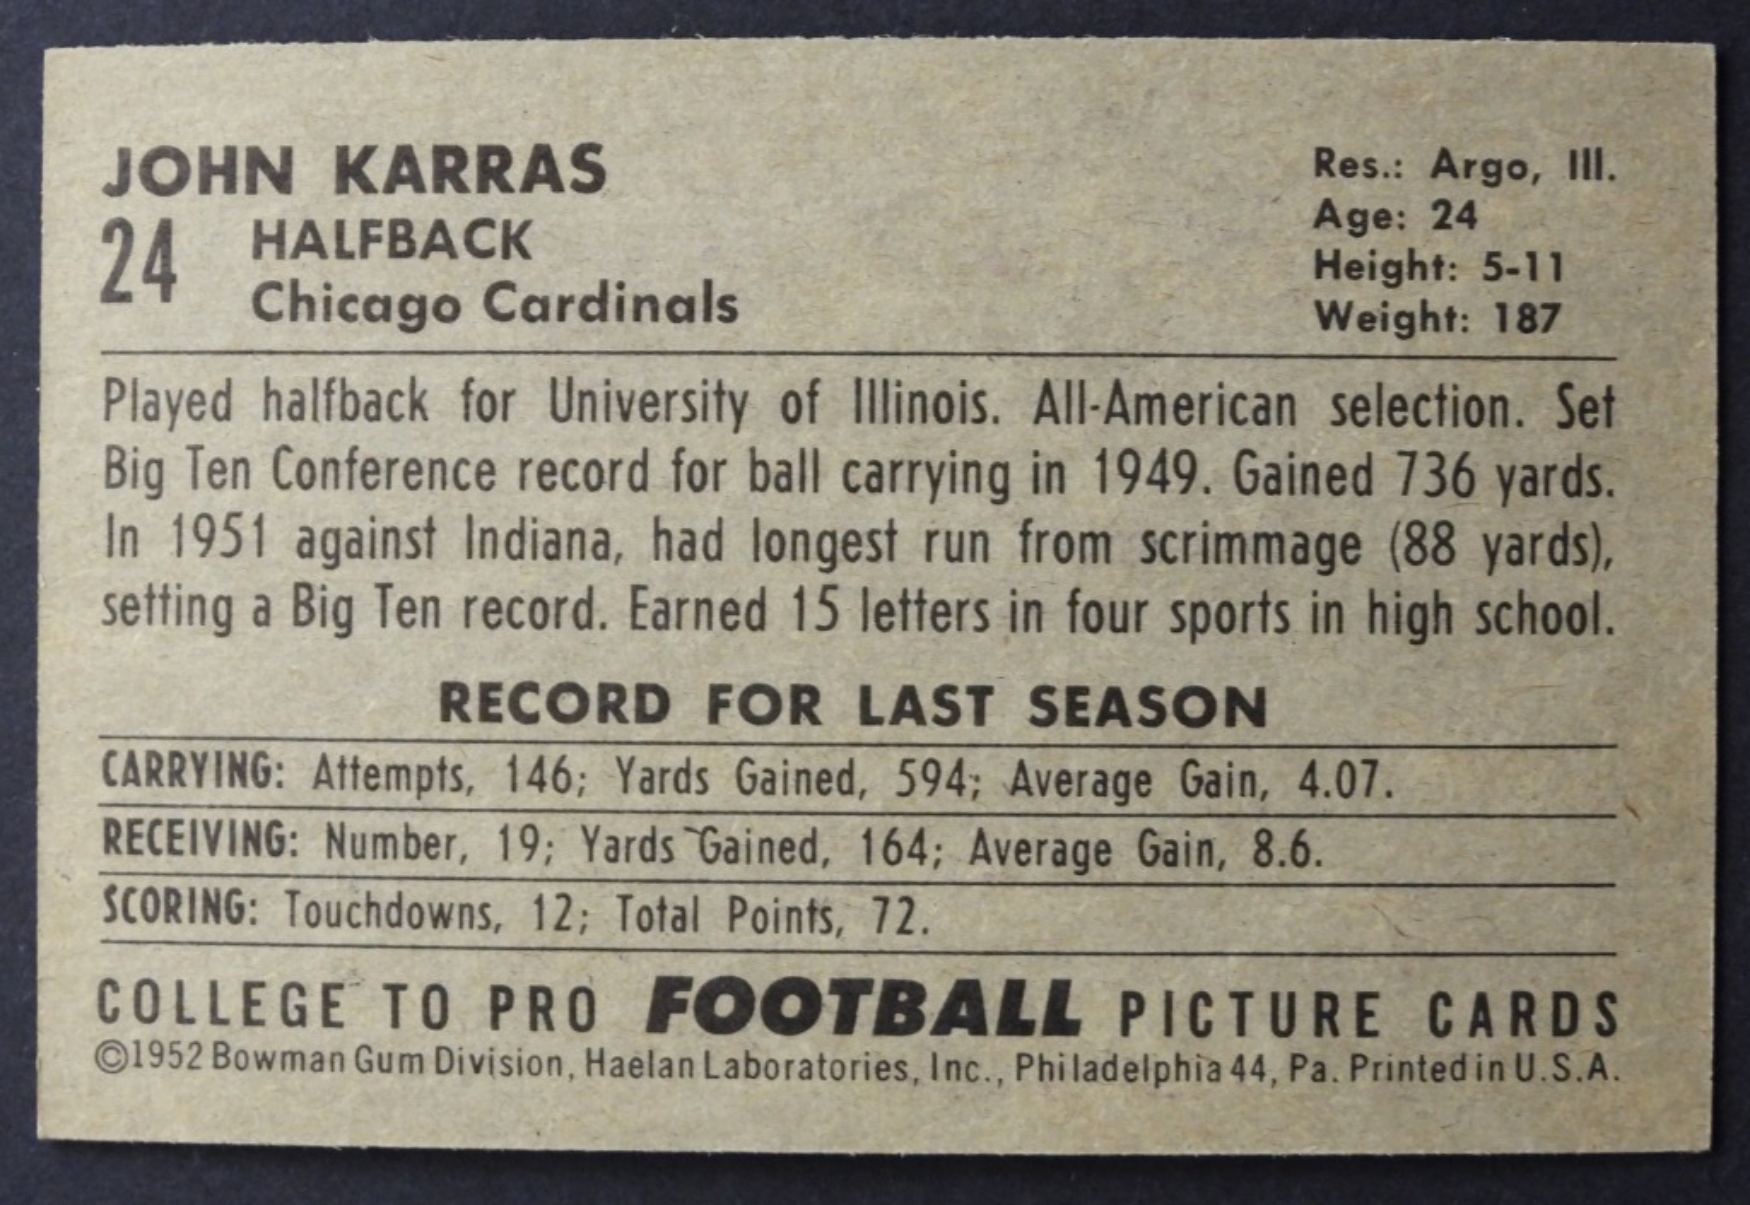 JOHN KARRAS
24 HALFBACK
Chicago Cardinals
Res.: Argo, Ill.
Age: 24
Height: 5-11
Weight: 187
Played halfback for University of Illinois. All-American selection. Set
Big Ten Conference record for ball carrying in 1949. Gained 736 yards.
In 1951 against Indiana, had longest run from scrimmage (88 yards),
setting a Big Ten record. Earned 15 letters in four sports in high school.
RECORD FOR LAST SEASON
CARRYING: Attempts, 146; Yards Gained, 594; Average Gain, 4.07.
RECEIVING: Number, 19; Yards Gained, 164; Average Gain, 8.6.
SCORING: Touchdowns, 12; Total Points, 72.
COLLEGE TO PRO FOOTBALL PICTURE CARDS
©1952 Bowman Gum Division, Haelan Laboratories, Inc., Philadelphia 44, Pa. Printed in U.S.A.